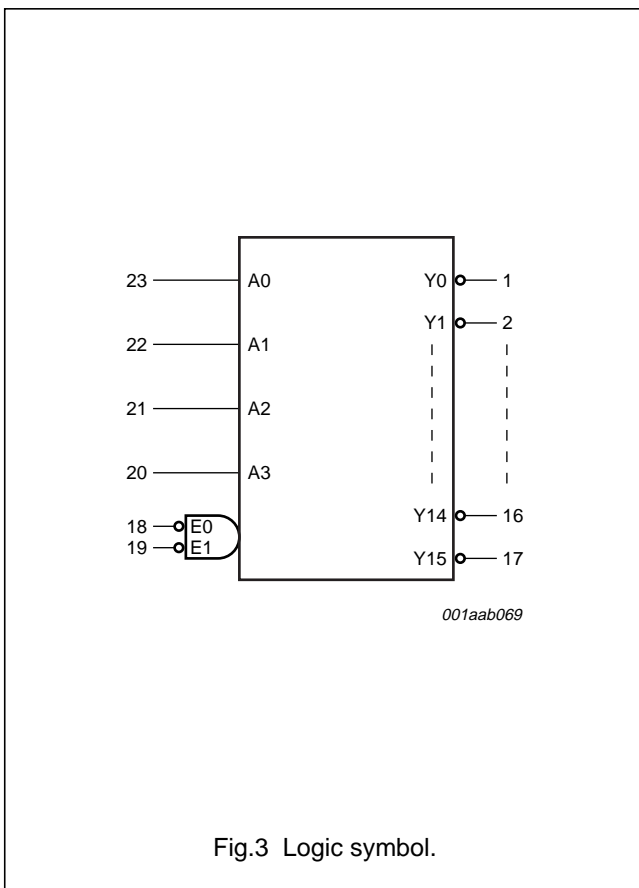 23 A0 Y0 1
Y1 2
22 A1
21 A2
20 A3
18 E0 Y14 16
19 E1
Y15 17
001aab069
Fig.3 Logic symbol.